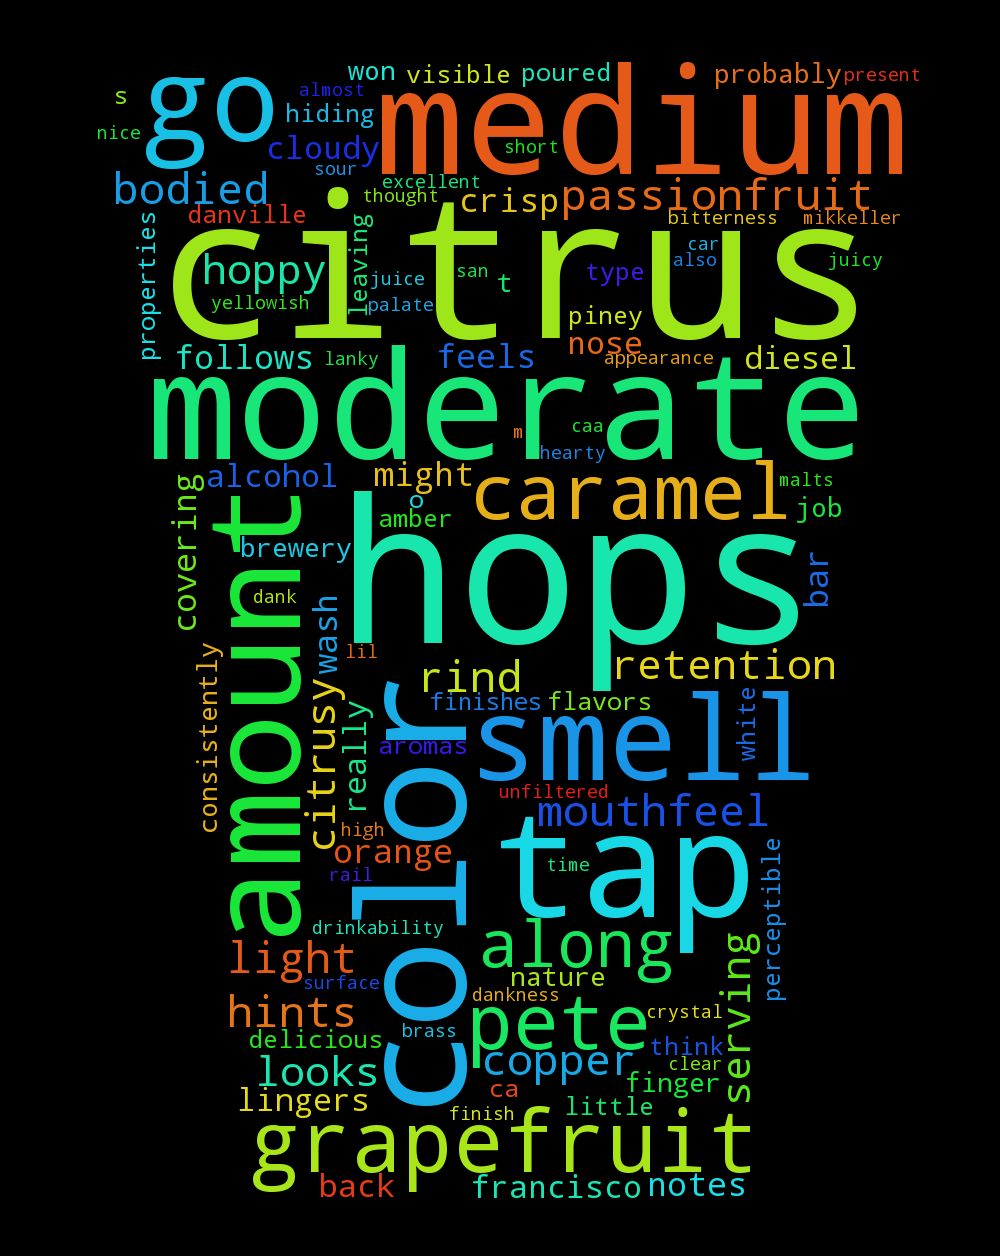 won
visible
poured
probably
present
s
go
almost
hiding
medium
nice
cloudy
short
sour
bodied
excellent
thought
crisp
passionfruit
danville
bitterness
mikkeller
properties
citrus
leaving
hoppy
juice
san
t
type
car
also
juicy
yellowish
palate
piney
follows
lanky
feels
nose
appearance
diesel
moderate
m
caa
hearty
covering
alcohol
might
caramel
malts
o
job
amber
brewery
hops
bar
amount
dank
wash
lil
rind
retention
consistently
citrusy
really
color
finishes
flavors
white
aromas
smell
unfiltered
mouthfeel
high
orange
tap
rail
time
perceptible
drinkability
light
along
serving
surface
nature
dankness
hints
brass
pete
crystal
delicious
think
looks
copper
clear
ca
finger
lingers
finish
little
grapefruit
back
francisco
notes